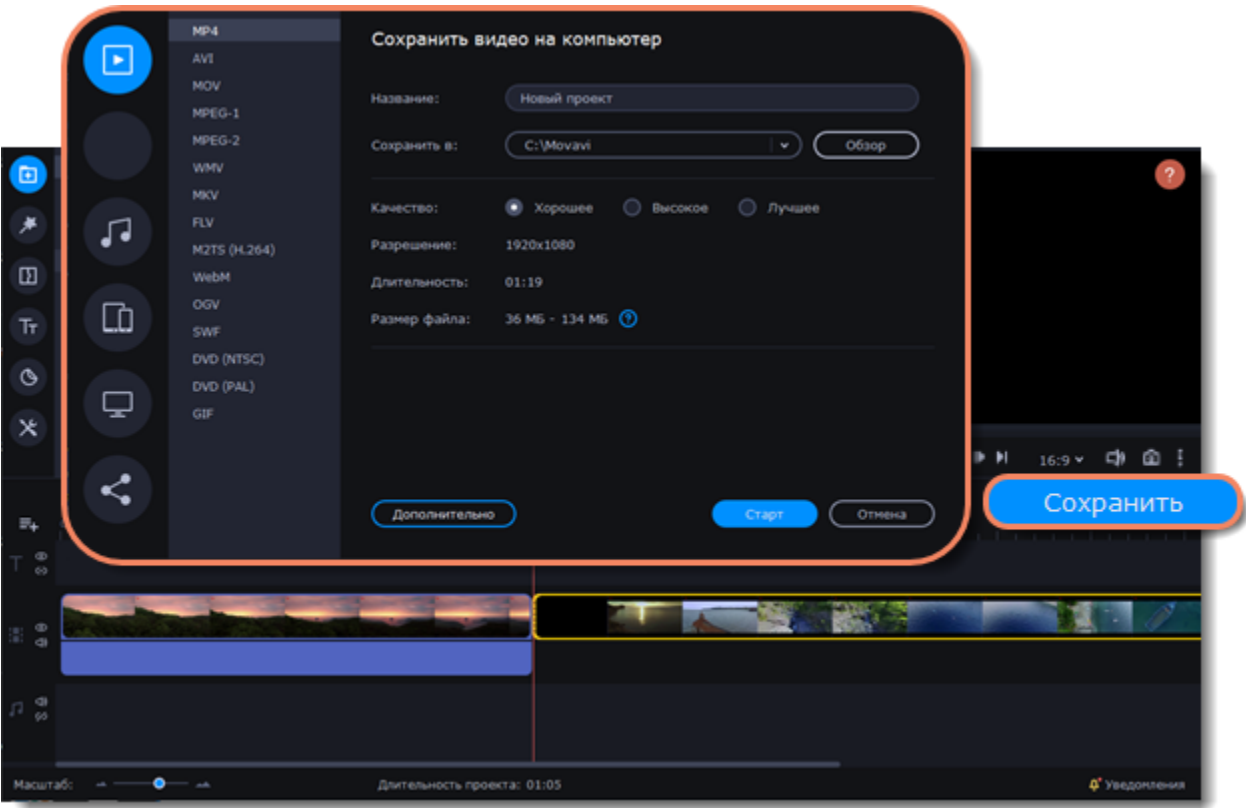 MP4
AVI
MOV
MPEG-1
MPEG-2
WMV
MKV
FLV
M2TS (H.264)
WebM
OGV
SWF
DVD (NTSC)
DVD (PAL)
GIF
Сохранить видео на компьютер
Название: Новый проект
Сохранить в: C:\Movavi Обзор
Качество: Хорошее Высокое Лучшее
Разрешение: 1920x1080
Длительность: 01:19
Размер файла: 36 МБ - 134 МБ ?
Дополнительно Старт Отмена
?
16:9
Сохранить
Масштаб: Длительность проекта: 01:05 Уведомления